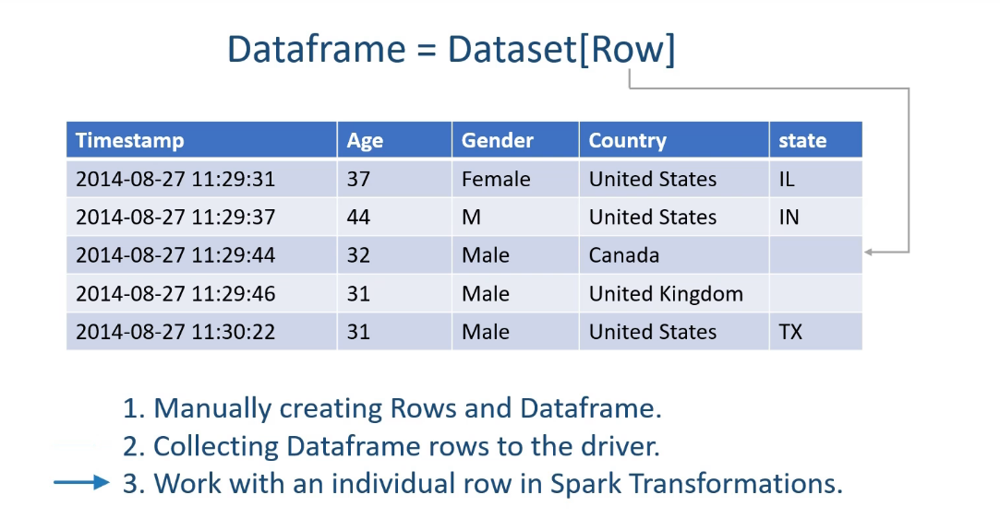 Dataframe = Dataset[Row]
Timestamp Age Gender Country state
2014-08-27 11:29:31 37 Female United States IL
2014-08-27 11:29:37 44 M United States IN
2014-08-27 11:29:44 32 Male Canada
2014-08-27 11:29:46 31 Male United Kingdom
2014-08-27 11:30:22 31 Male United States TX
1. Manually creating Rows and Dataframe.
2. Collecting Dataframe rows to the driver.
3. Work with an individual row in Spark Transformations.